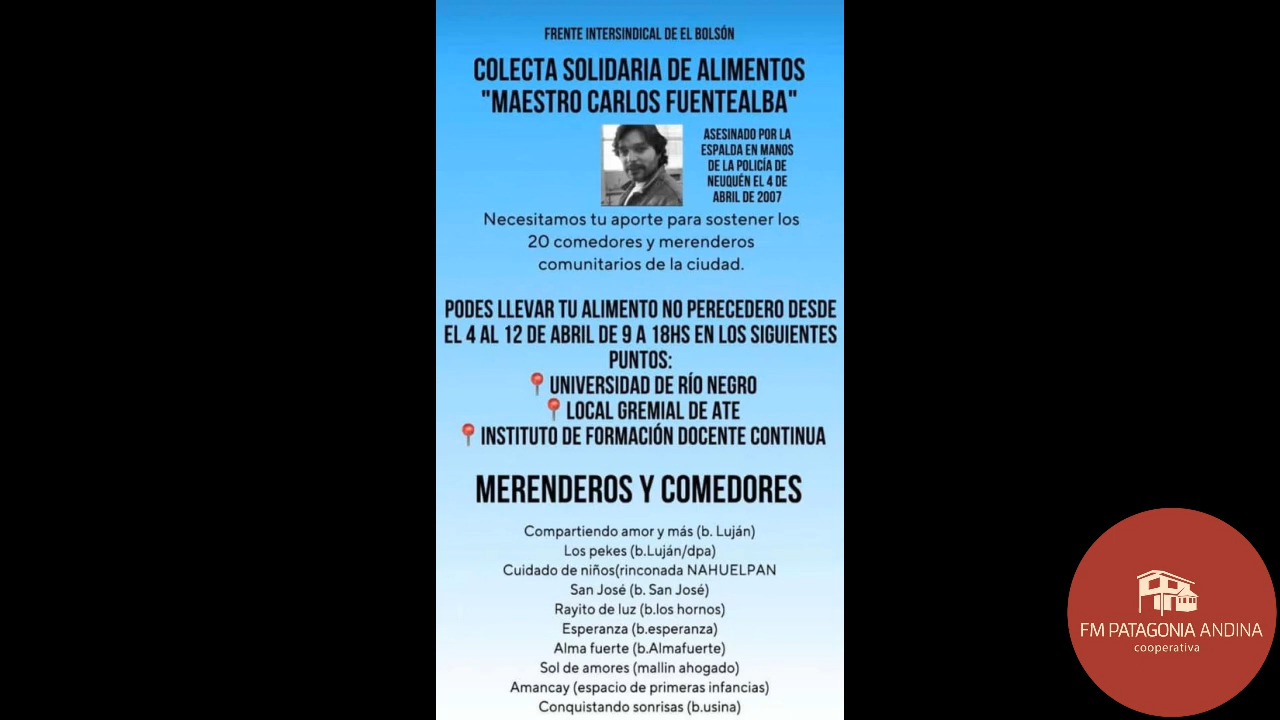 FRENTE INTERSINDICAL DE EL BOLSÓN
COLECTA SOLIDARIA DE ALIMENTOS
"MAESTRO CARLOS FUENTEALBA"
ASESINADO POR LA
ESPALDA EN MANOS
DE LA POLICÍA DE
NEUQUÉN EL 4 DE
ABRIL DE 2007
Necesitamos tu aporte para sostener los
20 comedores y merenderos
comunitarios de la ciudad.
PODES LLEVAR TU ALIMENTO NO PERECEDERO DESDE
EL 4 AL 12 DE ABRIL DE 9 A 18HS EN LOS SIGUIENTES
PUNTOS:
📍UNIVERSIDAD DE RÍO NEGRO
📍LOCAL GREMIAL DE ATE
📍INSTITUTO DE FORMACIÓN DOCENTE CONTINUA
MERENDEROS Y COMEDORES
Compartiendo amor y más (b. Luján)
Los pekes (b.Luján/dpa)
Cuidado de niños(rinconada NAHUELPAN
San José (b. San José)
Rayito de luz (b.los hornos)
Esperanza (b.esperanza)
Alma fuerte (b.Almafuerte)
Sol de amores (mallin ahogado)
Amancay (espacio de primeras infancias)
Conquistando sonrisas (b.usina)
FM PATAGONIA ANDINA
cooperativa